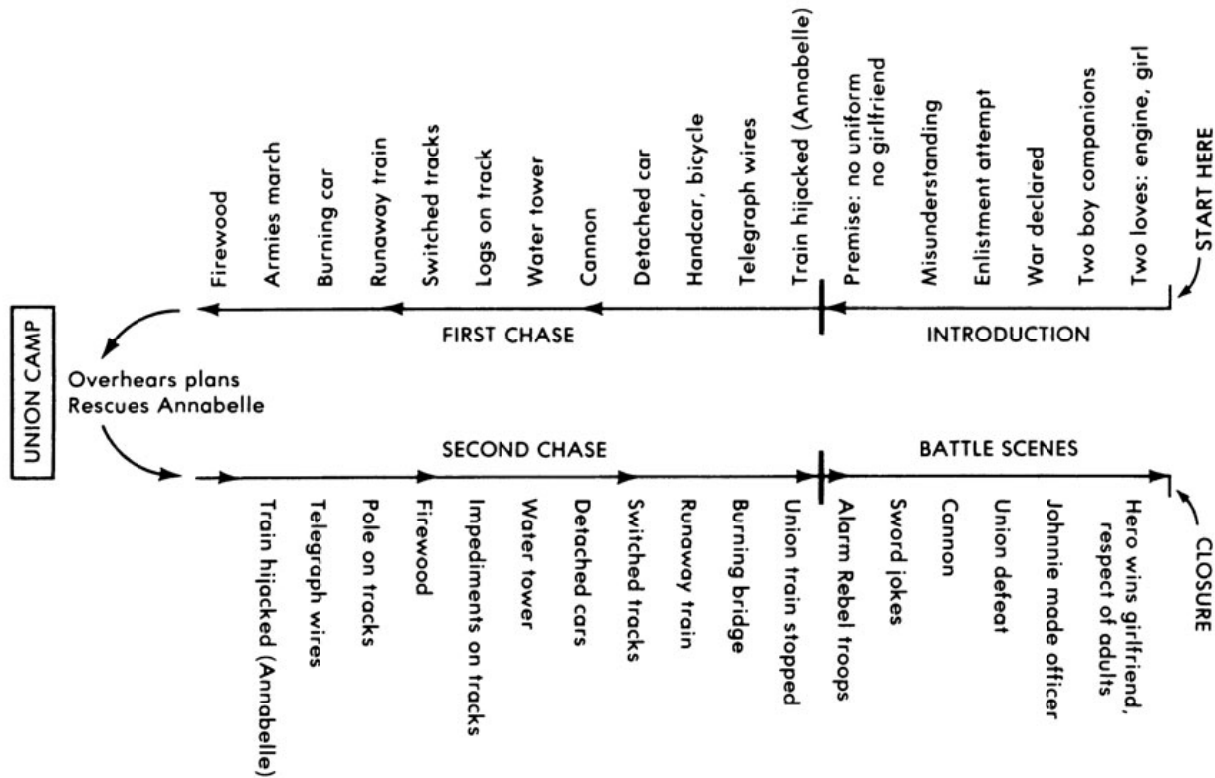 START HERE
Two loves: engine, girl
Two boy companions
War declared
Enlistment attempt
Misunderstanding
Premise: no uniform
no girlfriend
INTRODUCTION
Train hijacked (Annabelle)
Telegraph wires
Handcar, bicycle
Detached car
Cannon
Water tower
Logs on track
Switched tracks
Runaway train
Burning car
Armies march
Firewood
FIRST CHASE
UNION CAMP
Overhears plans
Rescues Annabelle
SECOND CHASE
Train hijacked (Annabelle)
Telegraph wires
Pole on tracks
Firewood
Impediments on tracks
Water tower
Detached cars
Switched tracks
Runaway train
Burning bridge
Union train stopped
BATTLE SCENES
Alarm Rebel troops
Sword jokes
Cannon
Union defeat
Johnnie made officer
Hero wins girlfriend,
respect of adults
CLOSURE